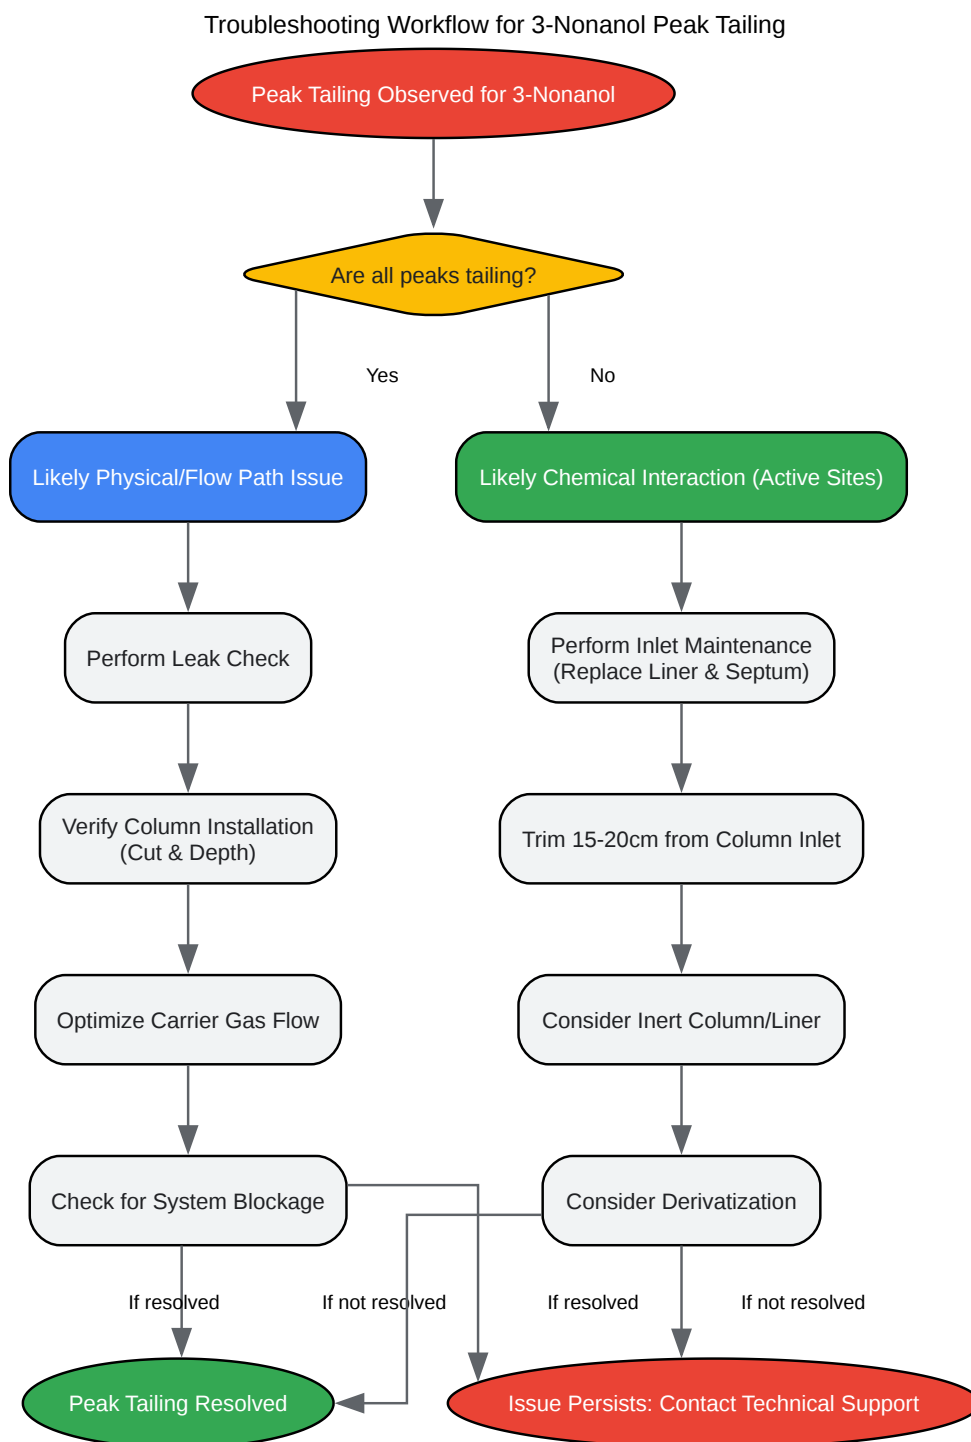 Troubleshooting Workflow for 3-Nonanol Peak Tailing
Peak Tailing Observed for 3-Nonanol
Are all peaks tailing?
Yes
No
Likely Physical/Flow Path Issue
Likely Chemical Interaction (Active Sites)
Perform Leak Check
Perform Inlet Maintenance
(Replace Liner & Septum)
Verify Column Installation
(Cut & Depth)
Trim 15-20cm from Column Inlet
Optimize Carrier Gas Flow
Consider Inert Column/Liner
Check for System Blockage
Consider Derivatization
If resolved
If not resolved
If resolved
If not resolved
Peak Tailing Resolved
Issue Persists: Contact Technical Support